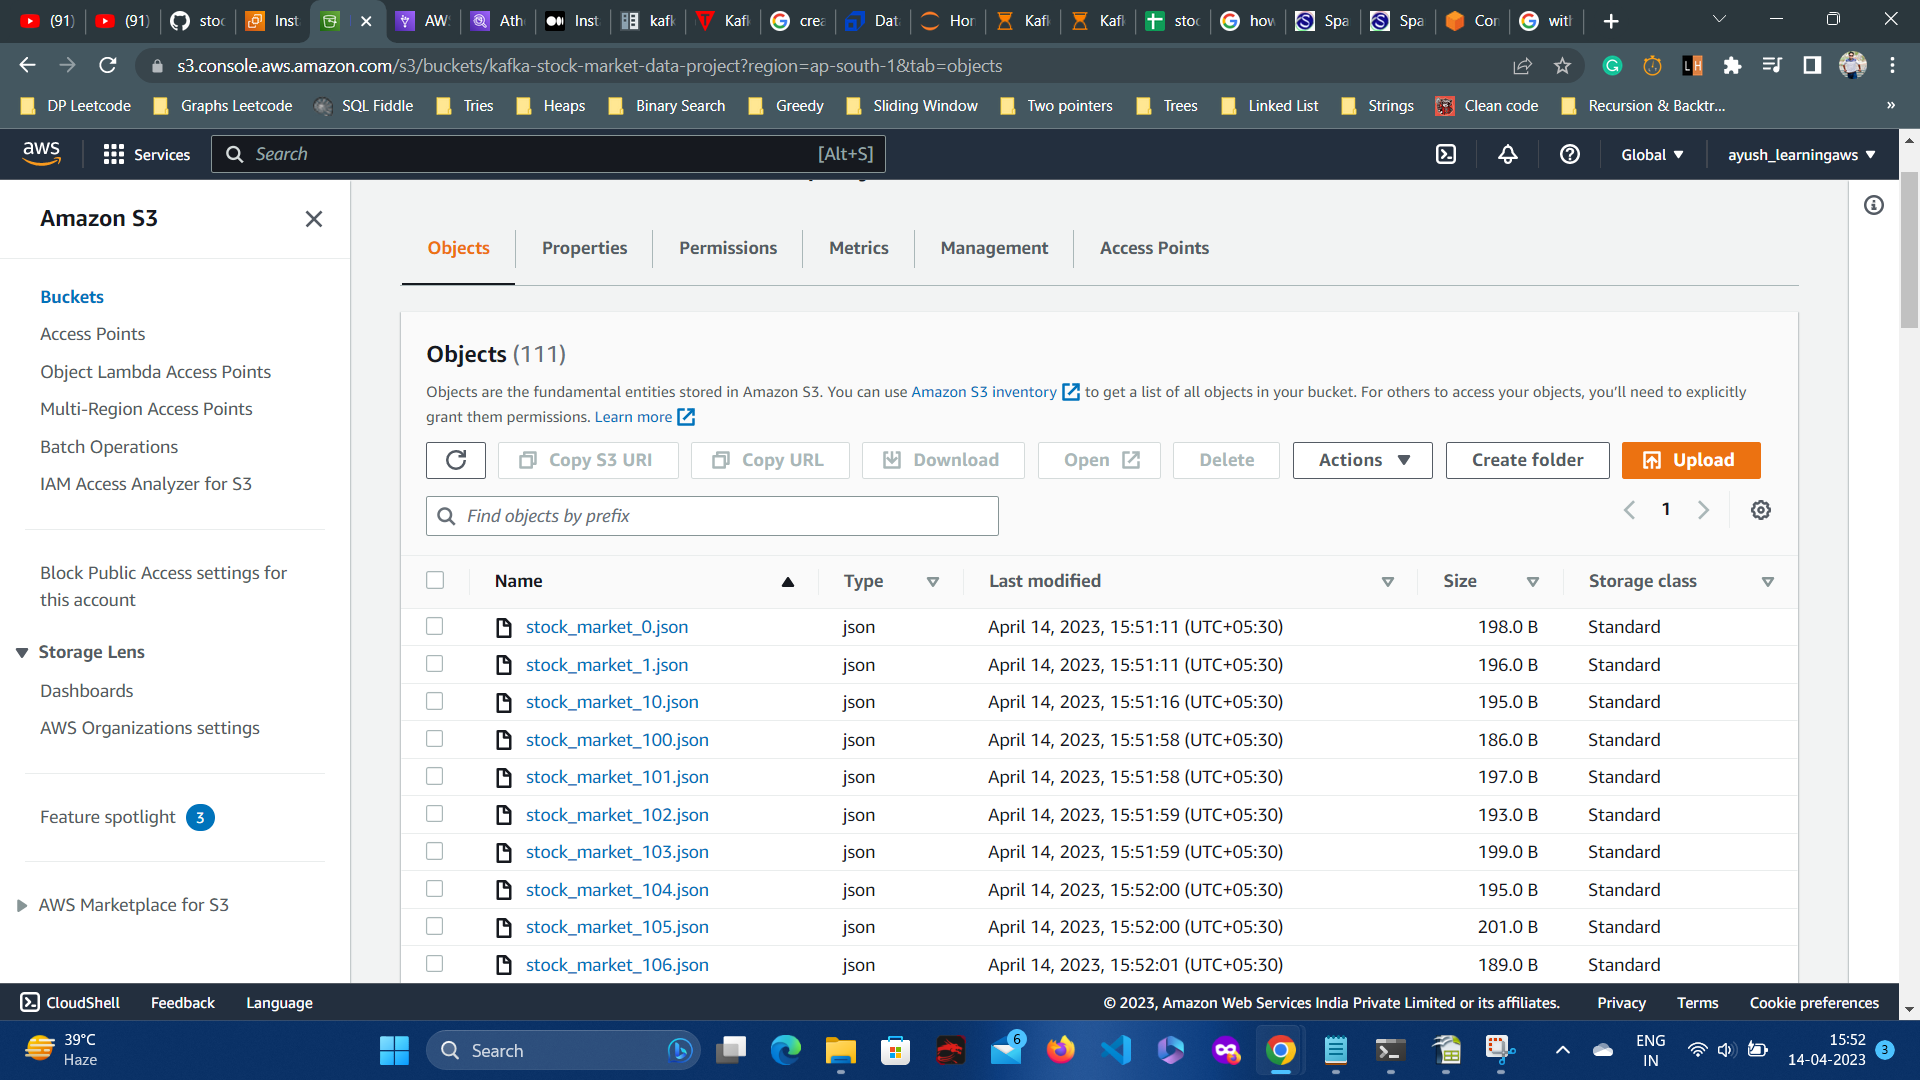 (91)
(91)
stoc
Inst
AWS
Ath
Inst
kafk
Kafk
crea
Data
Hor
Kafk
Kafk
stoc
how
Spa
Spa
Con
with
s3.console.aws.amazon.com/s3/buckets/kafka-stock-market-data-project?region=ap-south-1&tab=objects
DP Leetcode
Graphs Leetcode
SQL Fiddle
Tries
Heaps
Binary Search
Greedy
Sliding Window
Two pointers
Trees
Linked List
Strings
Clean code
Recursion & Backtr...
»
aws
Services
Search
[Alt+S]
Global
ayush_learningaws
Amazon S3
Buckets
Access Points
Object Lambda Access Points
Multi-Region Access Points
Batch Operations
IAM Access Analyzer for S3
Block Public Access settings for
this account
Storage Lens
Dashboards
AWS Organizations settings
Feature spotlight 3
AWS Marketplace for S3
Objects
Properties
Permissions
Metrics
Management
Access Points
Objects (111)
Objects are the fundamental entities stored in Amazon S3. You can use Amazon S3 inventory to get a list of all objects in your bucket. For others to access your objects, you'll need to explicitly
grant them permissions. Learn more
Copy S3 URI
Copy URL
Download
Open
Delete
Actions
Create folder
Upload
Find objects by prefix
1
Name Type Last modified Size Storage class
stock_market_0.json json April 14, 2023, 15:51:11 (UTC+05:30) 198.0 B Standard
stock_market_1.json json April 14, 2023, 15:51:11 (UTC+05:30) 196.0 B Standard
stock_market_10.json json April 14, 2023, 15:51:16 (UTC+05:30) 195.0 B Standard
stock_market_100.json json April 14, 2023, 15:51:58 (UTC+05:30) 186.0 B Standard
stock_market_101.json json April 14, 2023, 15:51:58 (UTC+05:30) 197.0 B Standard
stock_market_102.json json April 14, 2023, 15:51:59 (UTC+05:30) 193.0 B Standard
stock_market_103.json json April 14, 2023, 15:51:59 (UTC+05:30) 199.0 B Standard
stock_market_104.json json April 14, 2023, 15:52:00 (UTC+05:30) 195.0 B Standard
stock_market_105.json json April 14, 2023, 15:52:00 (UTC+05:30) 201.0 B Standard
stock_market_106.json json April 14, 2023, 15:52:01 (UTC+05:30) 189.0 B Standard
CloudShell
Feedback
Language
© 2023, Amazon Web Services India Private Limited or its affiliates.
Privacy
Terms
Cookie preferences
39°C
Haze
Search
6
ENG
IN
15:52
14-04-2023
3